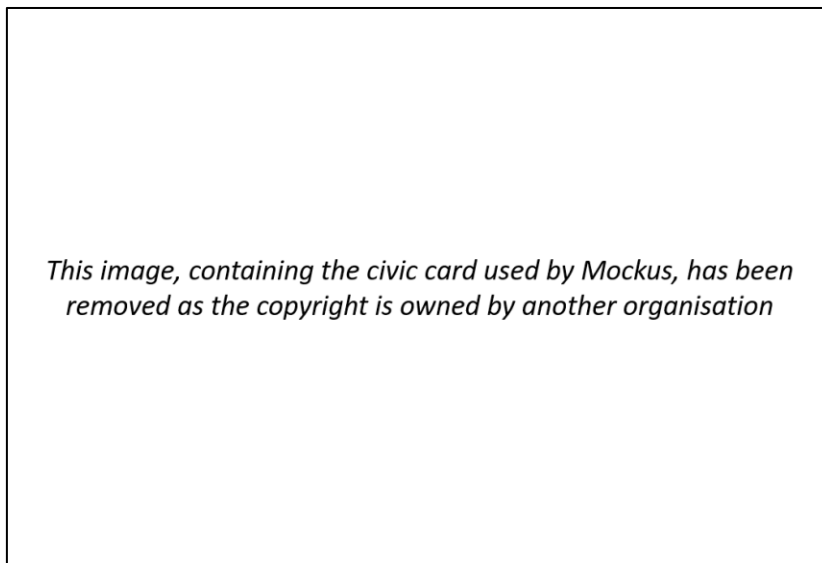 This image, containing the civic card used by Mockus, has been
removed as the copyright is owned by another organisation